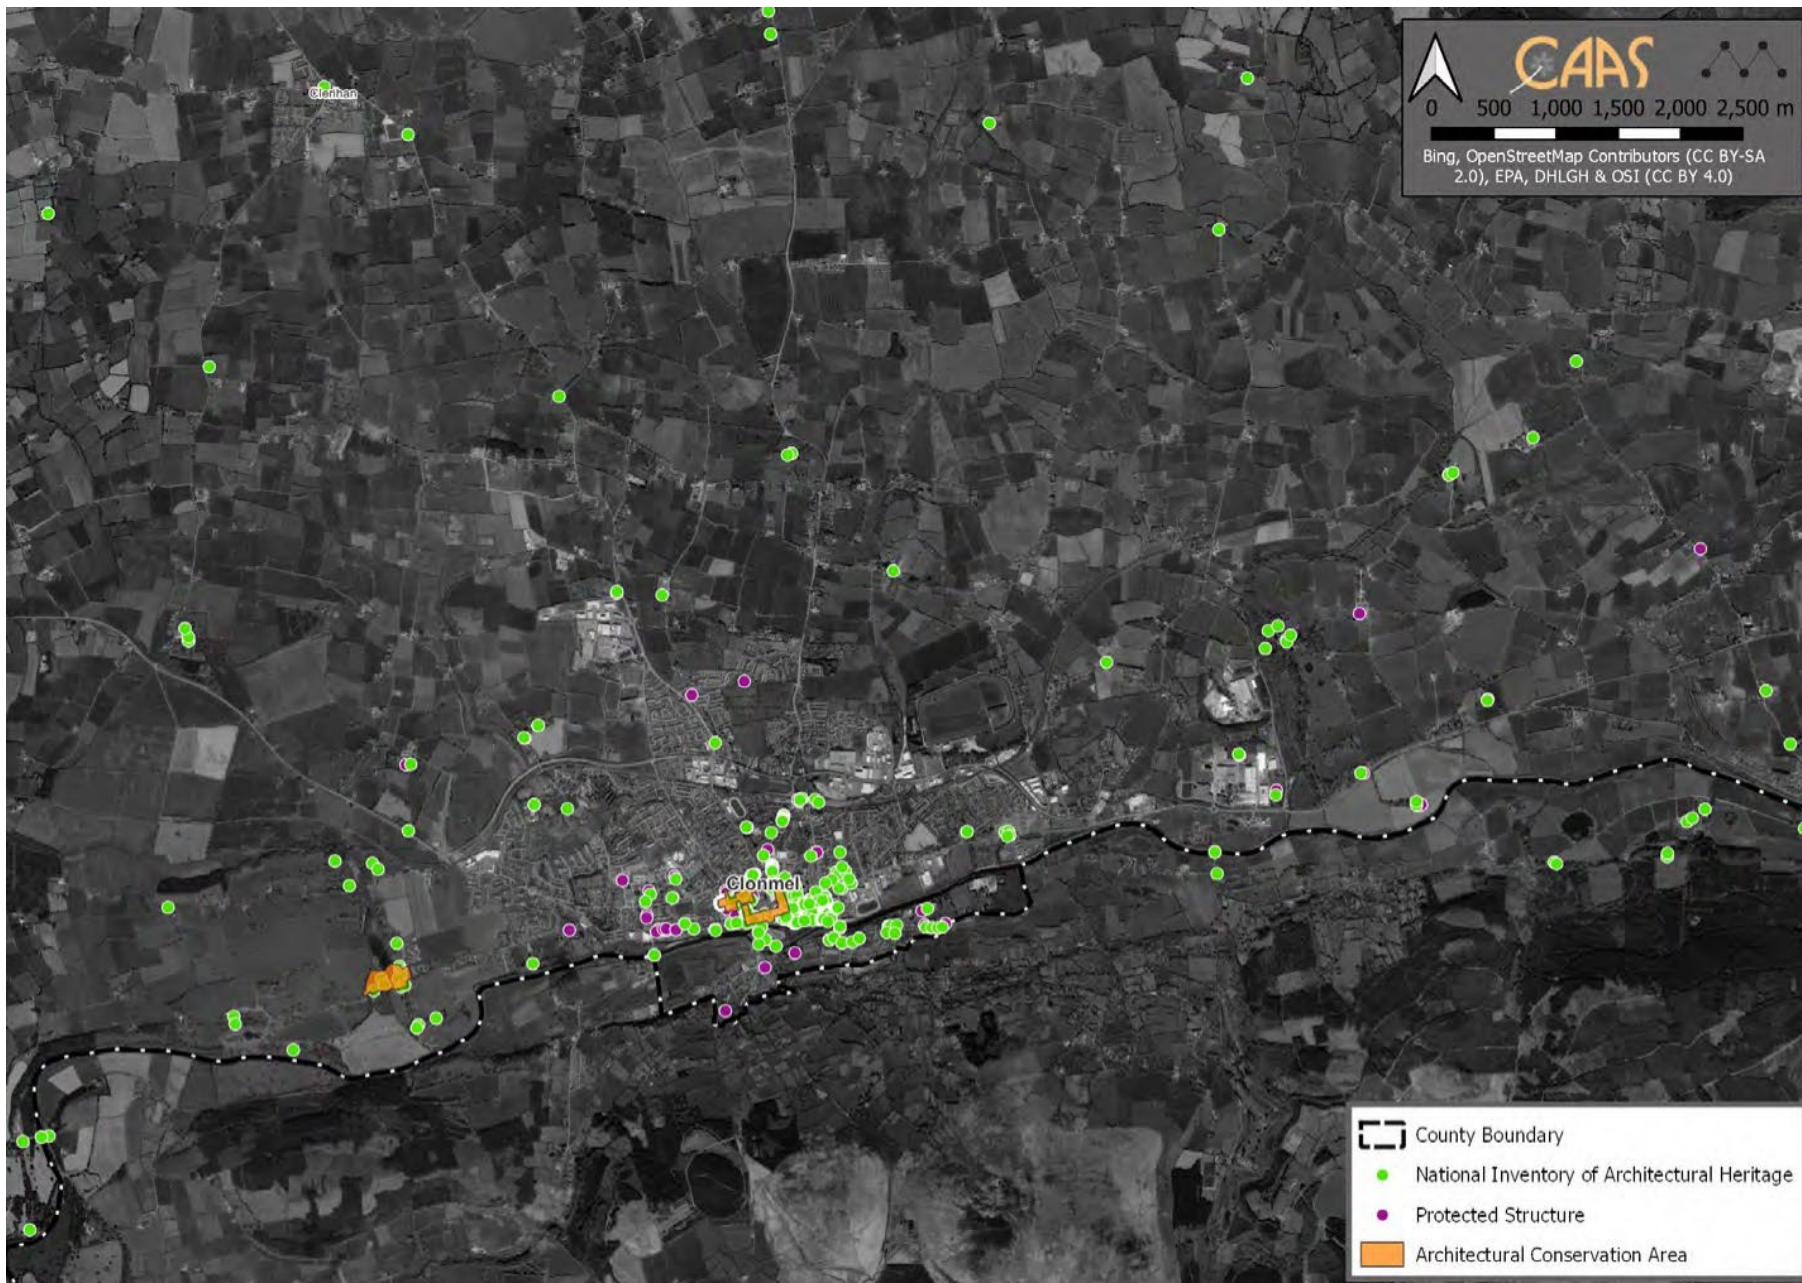 Clerihan
CAAS
0 500 1,000 1,500 2,000 2,500 m
Bing, OpenStreetMap Contributors (CC BY-SA
2.0), EPA, DHLGH & OSI (CC BY 4.0)
Clonmel
County Boundary
National Inventory of Architectural Heritage
Protected Structure
Architectural Conservation Area